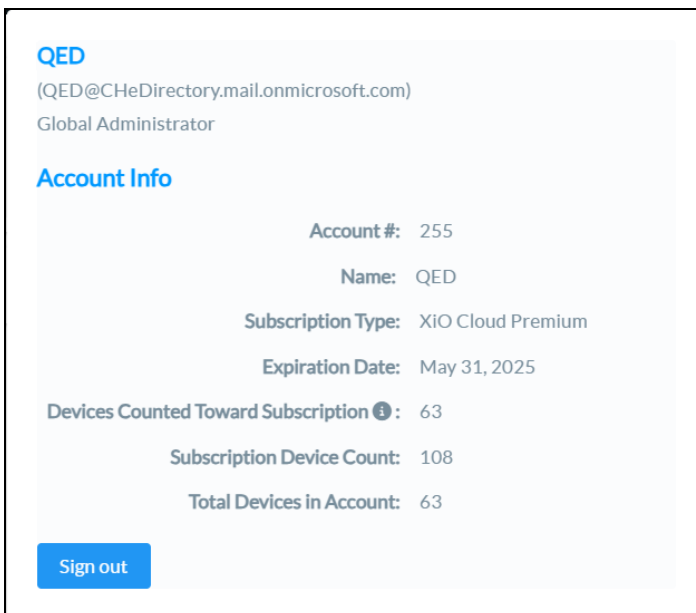 QED
(QED@CHeDirectory.mail.onmicrosoft.com)
Global Administrator
Account Info
Account #: 255
Name: QED
Subscription Type: XiO Cloud Premium
Expiration Date: May 31, 2025
Devices Counted Toward Subscription i : 63
Subscription Device Count: 108
Total Devices in Account: 63
Sign out